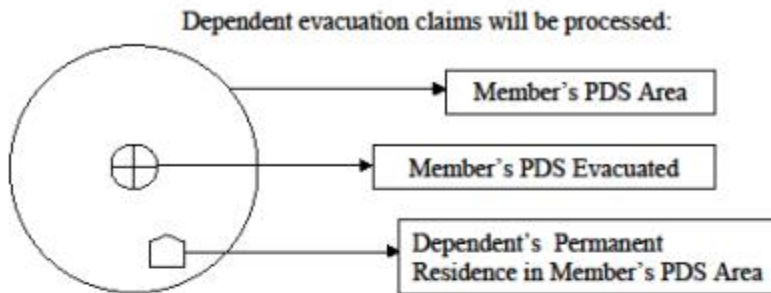 Dependent evacuation claims will be processed:
Member's PDS Area
Member's PDS Evacuated
Dependent's Permanent
Residence in Member's PDS Area